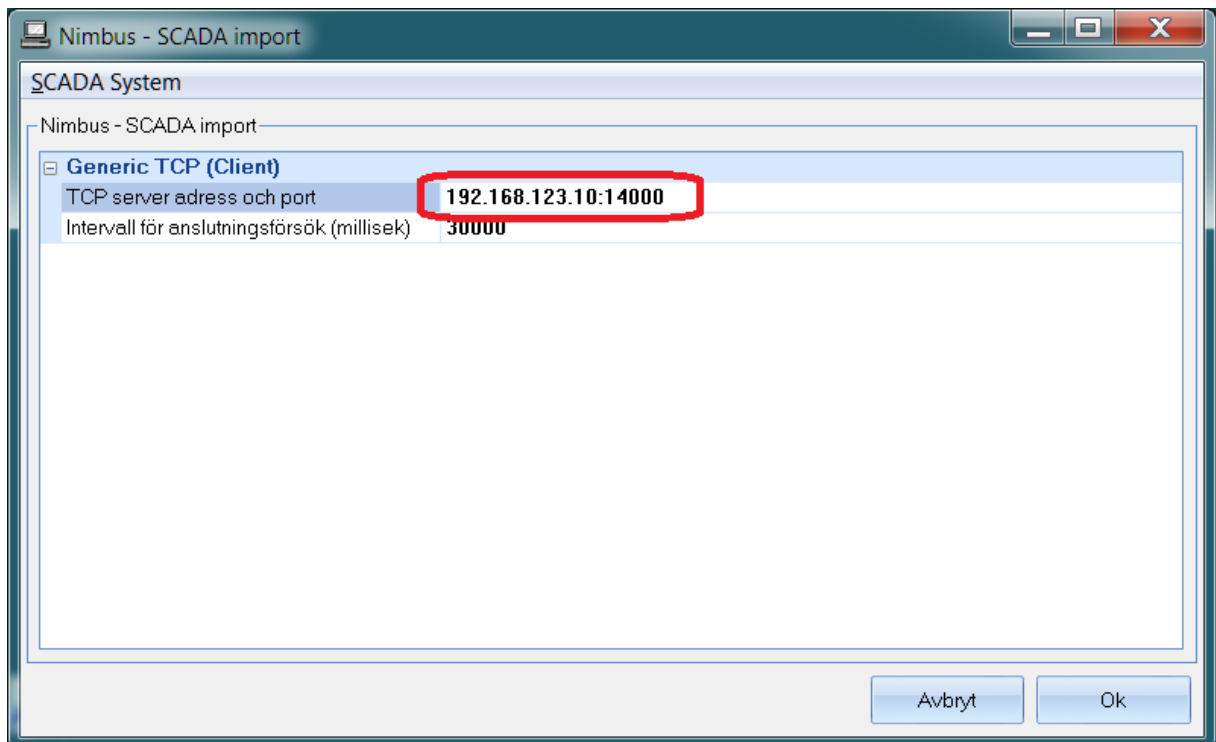 Nimbus - SCADA import
SCADA System
Nimbus - SCADA import
Generic TCP (Client)
TCP server adress och port 192.168.123.10:14000
Intervall för anslutningsförsök (millisek) 30000
Avbryt Ok